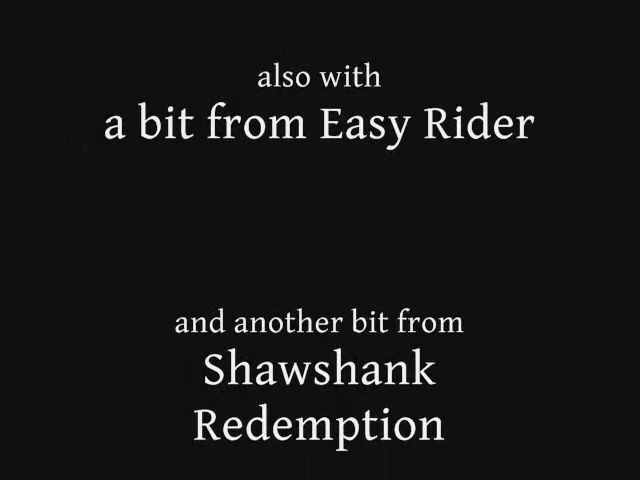 also with
a bit from Easy Rider
and another bit from
Shawshank
Redemption